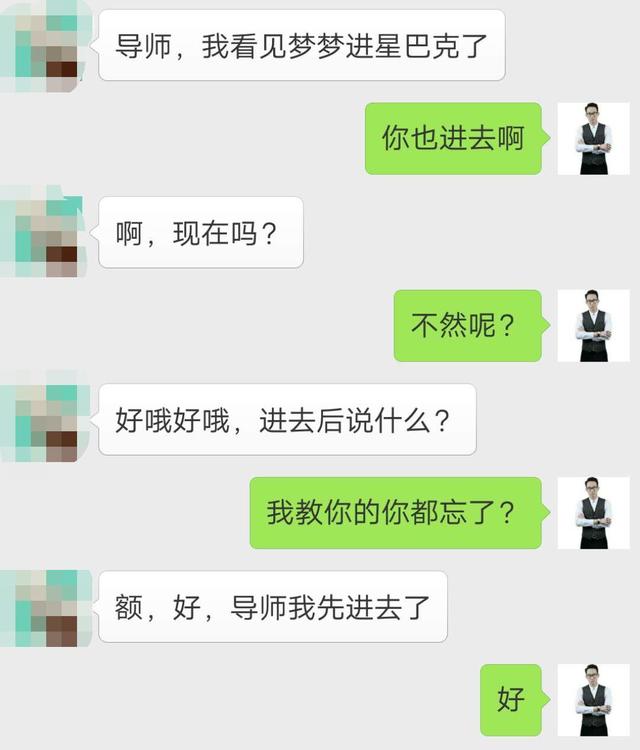 导师，我看见梦梦进星巴克了
你也进去啊
啊，现在吗？
不然呢？
好哦好哦，进去后说什么？
我教你的你都忘了？
额，好，导师我先进去了
好